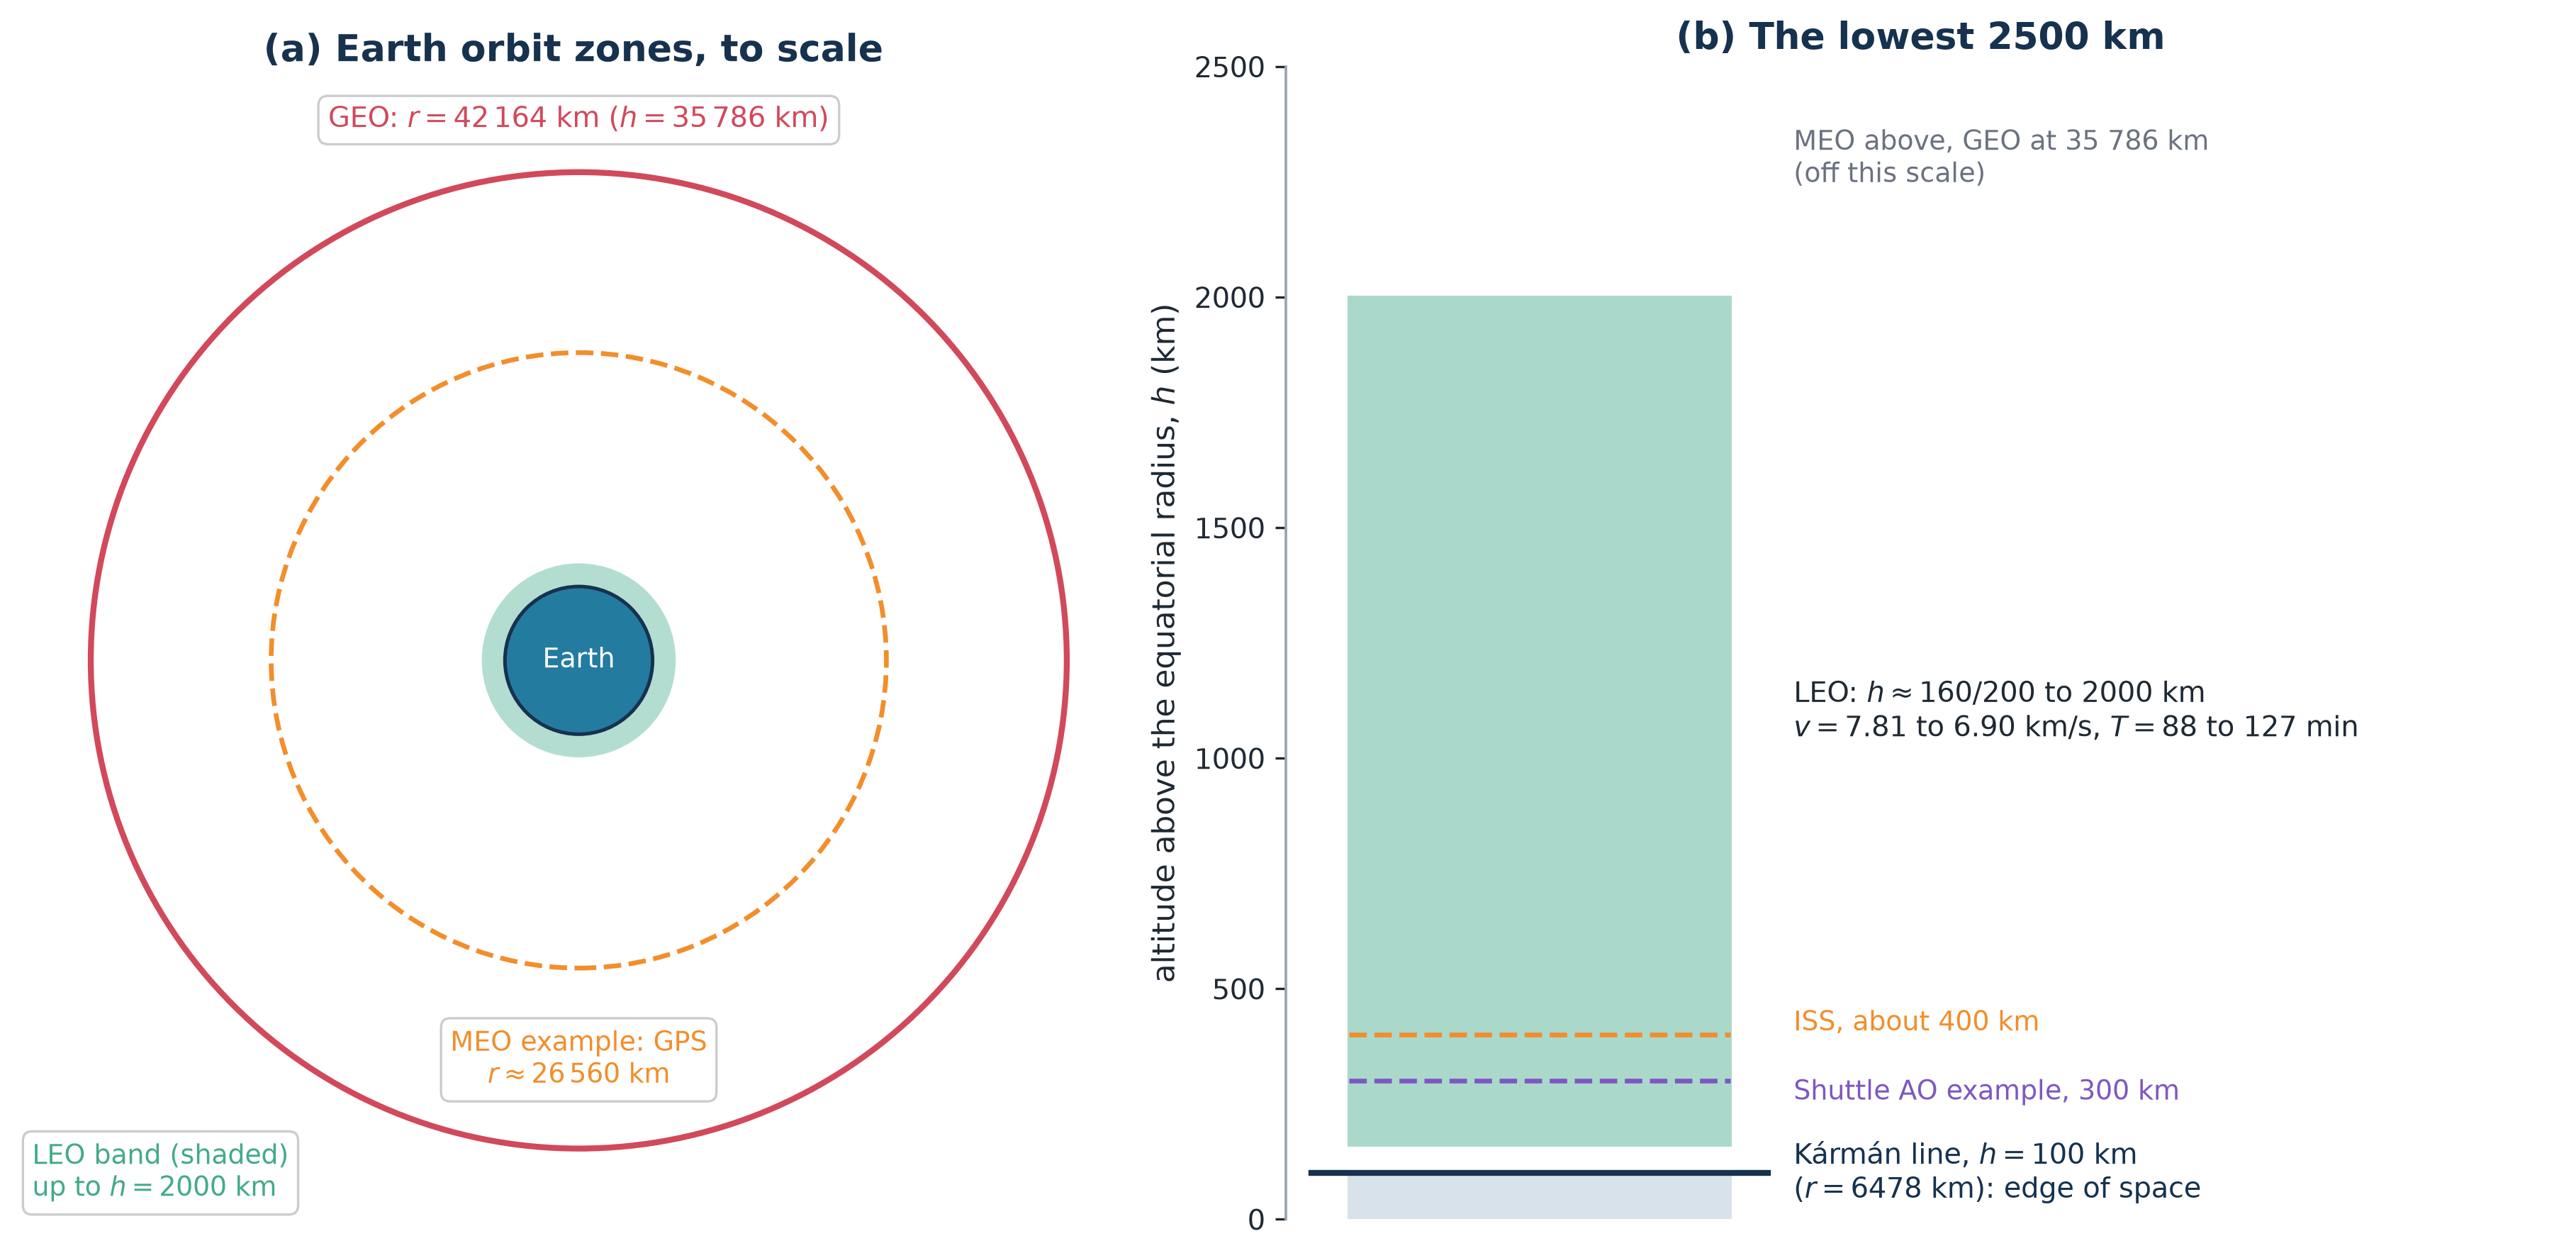 (a) Earth orbit zones, to scale
GEO: r = 42 164 km (h = 35 786 km)
Earth
MEO example: GPS
r ≈ 26 560 km
LEO band (shaded)
up to h = 2000 km
(b) The lowest 2500 km
altitude above the equatorial radius, h (km)
2500
2000
1500
1000
500
0
MEO above, GEO at 35 786 km
(off this scale)
LEO: h ≈ 160/200 to 2000 km
v = 7.81 to 6.90 km/s, T = 88 to 127 min
ISS, about 400 km
Shuttle AO example, 300 km
Kármán line, h = 100 km
(r = 6478 km): edge of space